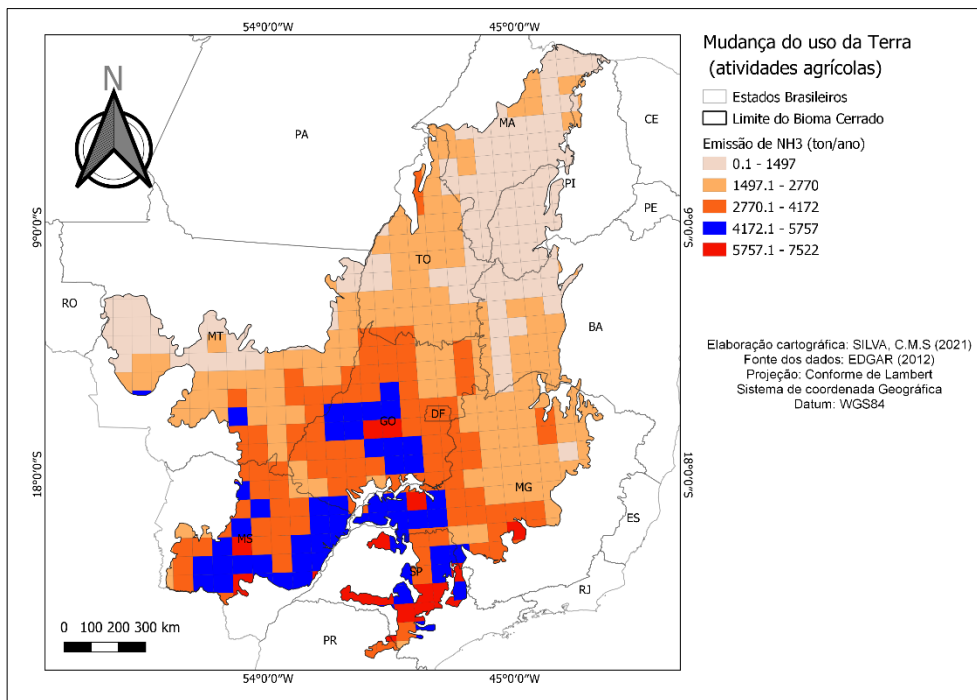 54°0'0"W 45°0'0"W
N
Mudança do uso da Terra
(atividades agrícolas)
Estados Brasileiros
Limite do Bioma Cerrado
Emissão de NH3 (ton/ano)
0.1 - 1497
1497.1 - 2770
2770.1 - 4172
4172.1 - 5757
5757.1 - 7522
PA
MA
CE
PI
PE
9°0'0"S 9°0'0"S
TO
RO
BA
MT
Elaboração cartográfica: SILVA, C.M.S (2021)
Fonte dos dados: EDGAR (2012)
Projeção: Conforme de Lambert
Sistema de coordenada Geográfica
Datum: WGS84
DF
GO
18°0'0"S 18°0'0"S
MG
ES
MS
SP
RJ
PR
0 100 200 300 km
54°0'0"W 45°0'0"W